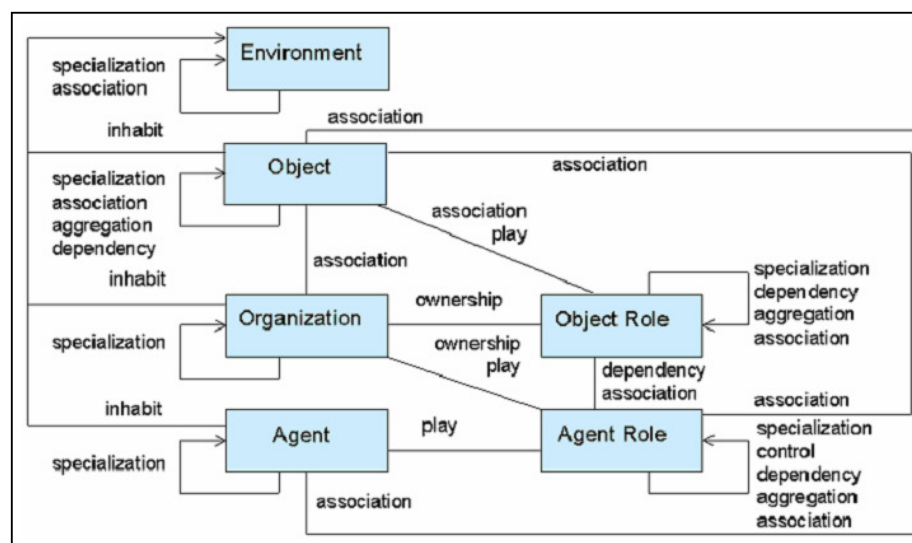 Environment
specialization
association
inhabit
association
Object
association
specialization
association
aggregation
dependency
association
play
inhabit
association
specialization
dependency
aggregation
association
Organization
ownership
Object Role
specialization
ownership
play
dependency
association
inhabit
association
Agent
play
Agent Role
specialization
specialization
control
dependency
aggregation
association
association